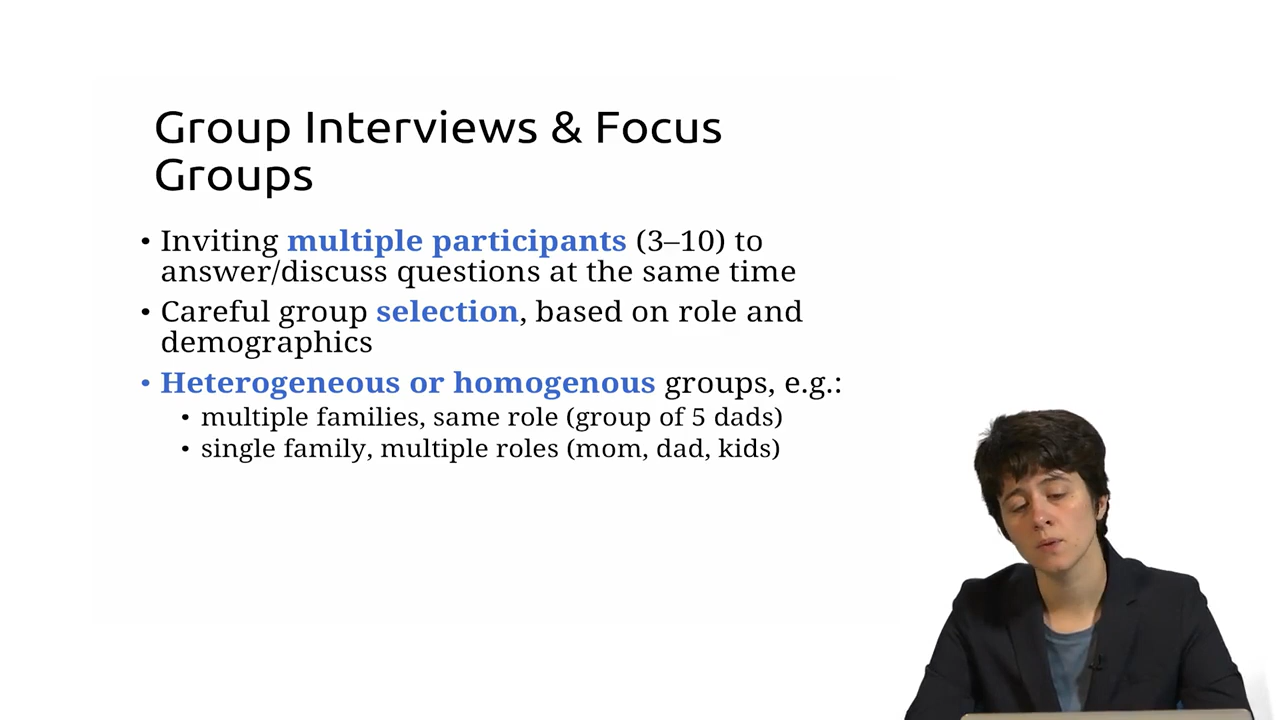 Group Interviews & Focus
Groups
• Inviting multiple participants (3–10) to
answer/discuss questions at the same time
• Careful group selection, based on role and
demographics
• Heterogeneous or homogenous groups, e.g.:
• multiple families, same role (group of 5 dads)
• single family, multiple roles (mom, dad, kids)